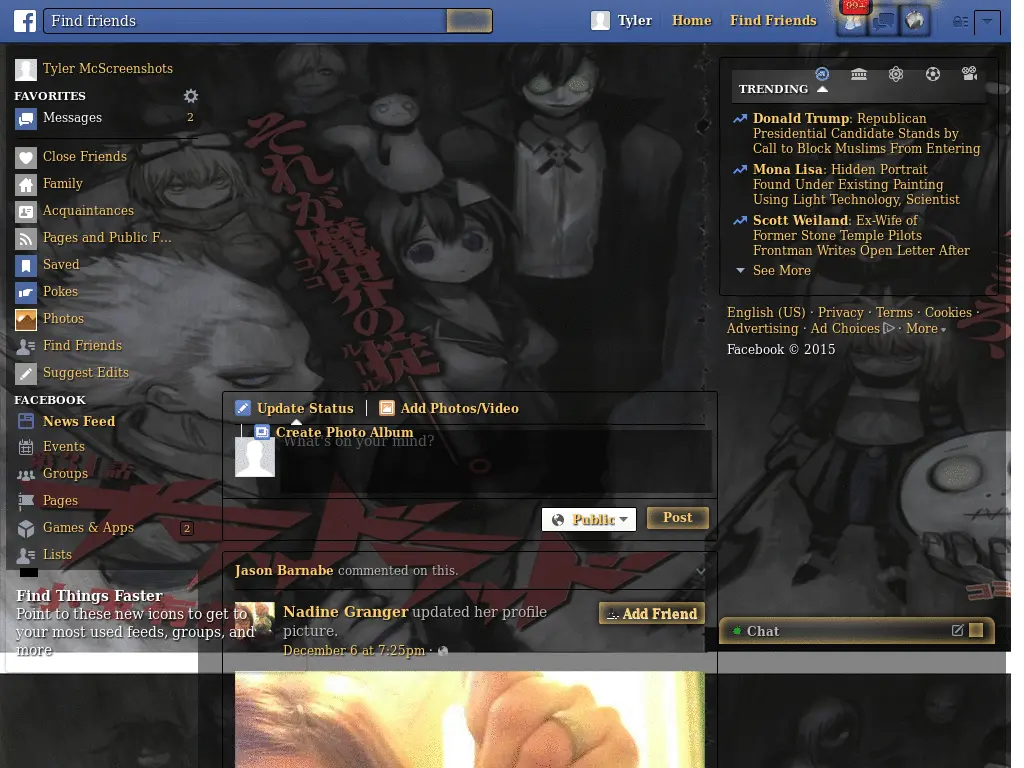 f
Find friends
Tyler
Home
Find Friends
99+
Tyler McScreenshots
FAVORITES
Messages
2
Close Friends
Family
Acquaintances
Pages and Public F...
Saved
Pokes
Photos
Find Friends
Suggest Edits
FACEBOOK
News Feed
Events
Groups
Pages
Games & Apps
2
Lists
Find Things Faster
Point to these new icons to get to
your most used feeds, groups, and
more
それが魔界の掟
ココ
ルール
Update Status
Add Photos/Video
Create Photo Album
What's on your mind?
Public
Post
Jason Barnabe commented on this.
Nadine Granger updated her profile
picture.
December 6 at 7:25pm ·
Add Friend
TRENDING
Donald Trump: Republican
Presidential Candidate Stands by
Call to Block Muslims From Entering
Mona Lisa: Hidden Portrait
Found Under Existing Painting
Using Light Technology, Scientist
Scott Weiland: Ex-Wife of
Former Stone Temple Pilots
Frontman Writes Open Letter After
See More
English (US) · Privacy · Terms · Cookies ·
Advertising · Ad Choices · More
Facebook © 2015
Chat